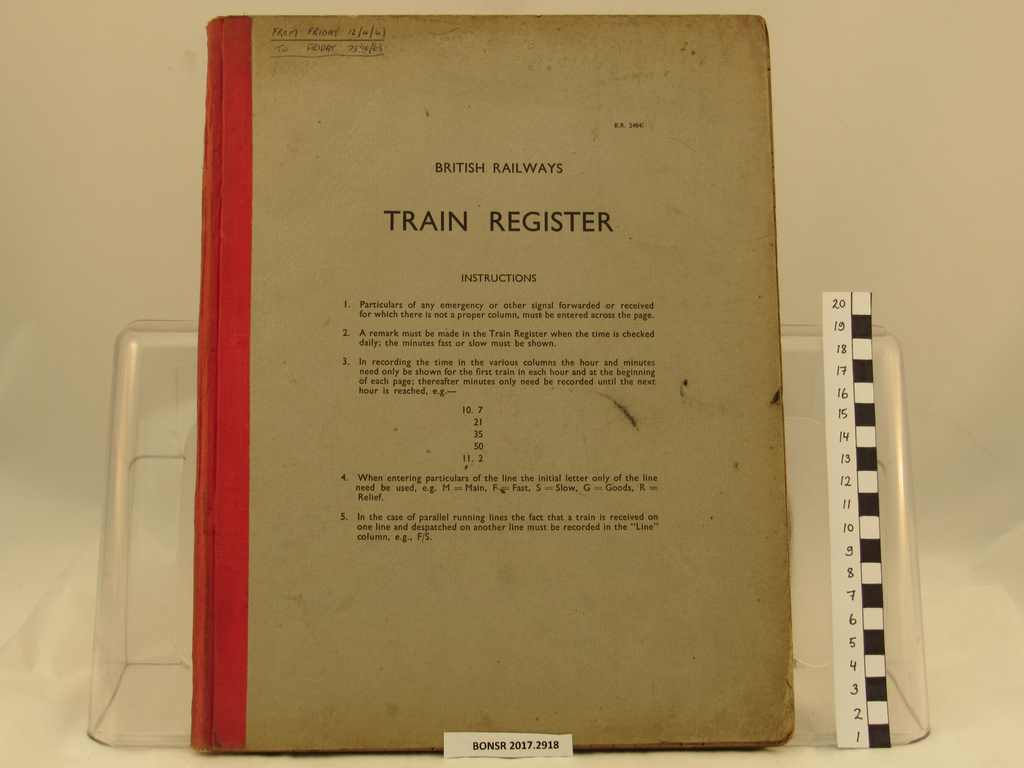 FROM FRIDAY
TO FRIDAY
BRITISH RAILWAYS
TRAIN REGISTER
INSTRUCTIONS
1. Particulars of any emergency or other signal forwarded or received
for which there is not a proper column, must be entered across the page.
2. A remark must be made in the Train Register when the time is checked
daily; the minutes fast or slow must be shown.
3. In recording the time in the various columns the hour and minutes
need only be shown for the first train in each hour and at the beginning
of each page; thereafter minutes only need be recorded until the next
hour is reached, e.g.—
10. 7
21
35
50
11. 2
4. When entering particulars of the line the initial letter only of the line
need be used, e.g. M = Main, F = Fast, S = Slow, G = Goods, R =
Relief.
5. In the case of parallel running lines the fact that a train is received on
one line and despatched on another line must be recorded in the "Line"
column, e.g., F/S.
BONSR 2017.2918
20
19
18
17
16
15
14
13
12
11
10
9
8
7
6
5
4
3
2
1